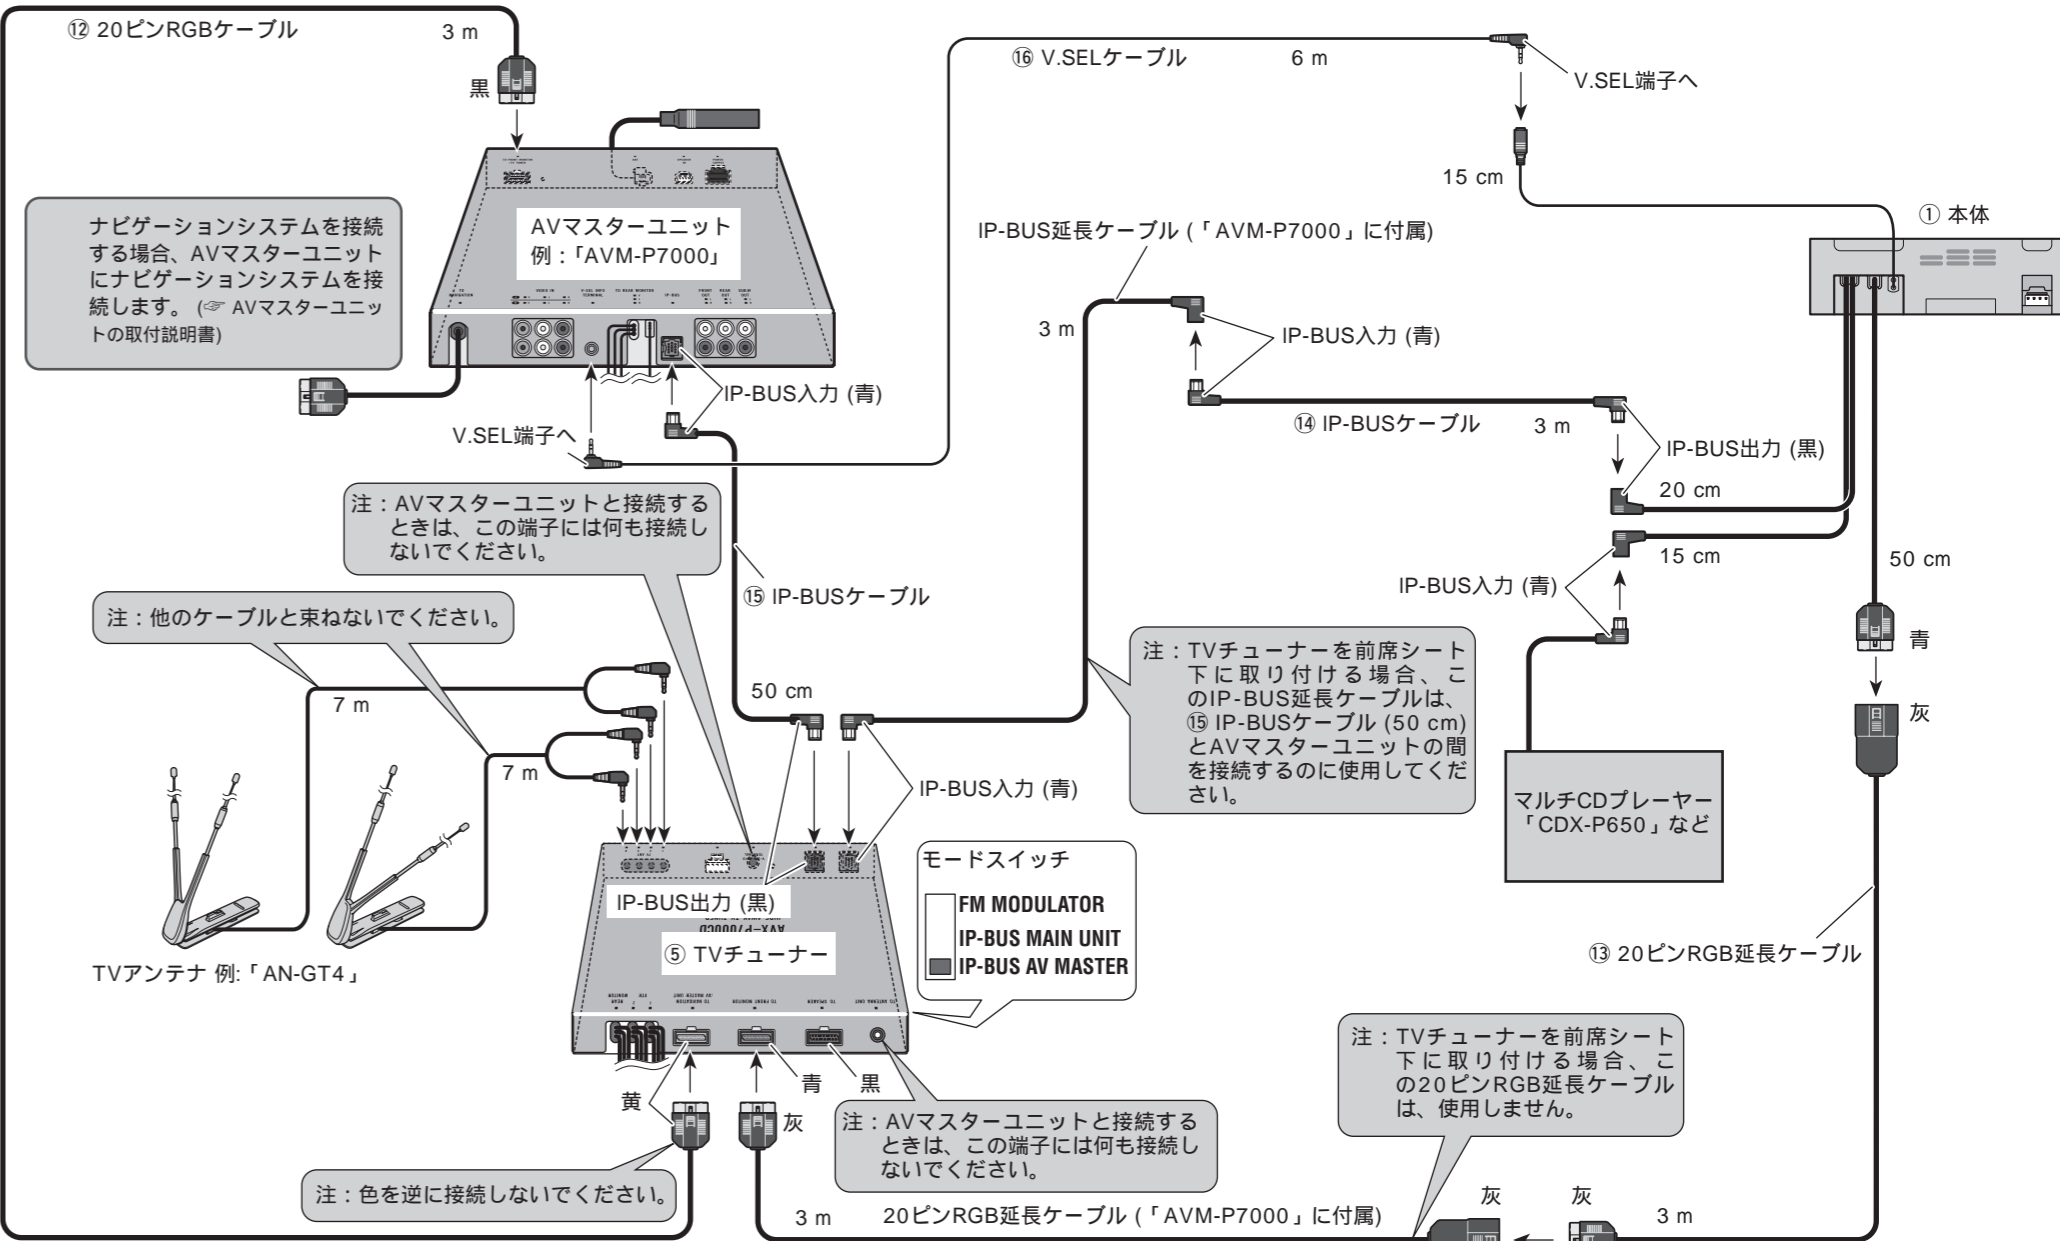 ⑫ 20ピンRGBケーブル
3 m
黒
⑯ V.SELケーブル
6 m
V.SEL端子へ
15 cm
① 本体
ナビゲーションシステムを接続
する場合、AVマスターユニット
にナビゲーションシステムを接
続します。 (☞ AVマスターユニッ
トの取付説明書)
AVマスターユニット
例：「AVM-P7000」
VIDEO IN
TO REAR MONITOR
IP-BUS
IP-BUS延長ケーブル (「AVM-P7000」に付属)
3 m
IP-BUS入力 (青)
IP-BUS入力 (青)
V.SEL端子へ
⑭ IP-BUSケーブル
3 m
IP-BUS出力 (黒)
20 cm
15 cm
50 cm
IP-BUS入力 (青)
注：AVマスターユニットと接続する
ときは、この端子には何も接続し
ないでください。
⑮ IP-BUSケーブル
50 cm
注：他のケーブルと束ねないでください。
7 m
7 m
注：TVチューナーを前席シート
下に取り付ける場合、こ
のIP-BUS延長ケーブルは、
⑮ IP-BUSケーブル (50 cm)
とAVマスターユニットの間
を接続するのに使用してくだ
さい。
青
灰
マルチCDプレーヤー
「CDX-P650」など
IP-BUS入力 (青)
IP-BUS出力 (黒)
AVX-P7000CD
⑤ TVチューナー
モードスイッチ
FM MODULATOR
IP-BUS MAIN UNIT
IP-BUS AV MASTER
⑬ 20ピンRGB延長ケーブル
TVアンテナ 例:「AN-GT4」
TO NAVIGATION
AV MASTER UNIT
TO FRONT MONITOR
TO SPEAKER
TO ANTENNA UNIT
黄
青
黒
灰
注：AVマスターユニットと接続する
ときは、この端子には何も接続し
ないでください。
注：TVチューナーを前席シート
下に取り付ける場合、こ
の20ピンRGB延長ケーブル
は、使用しません。
注：色を逆に接続しないでください。
3 m
20ピンRGB延長ケーブル (「AVM-P7000」に付属)
灰
灰
3 m